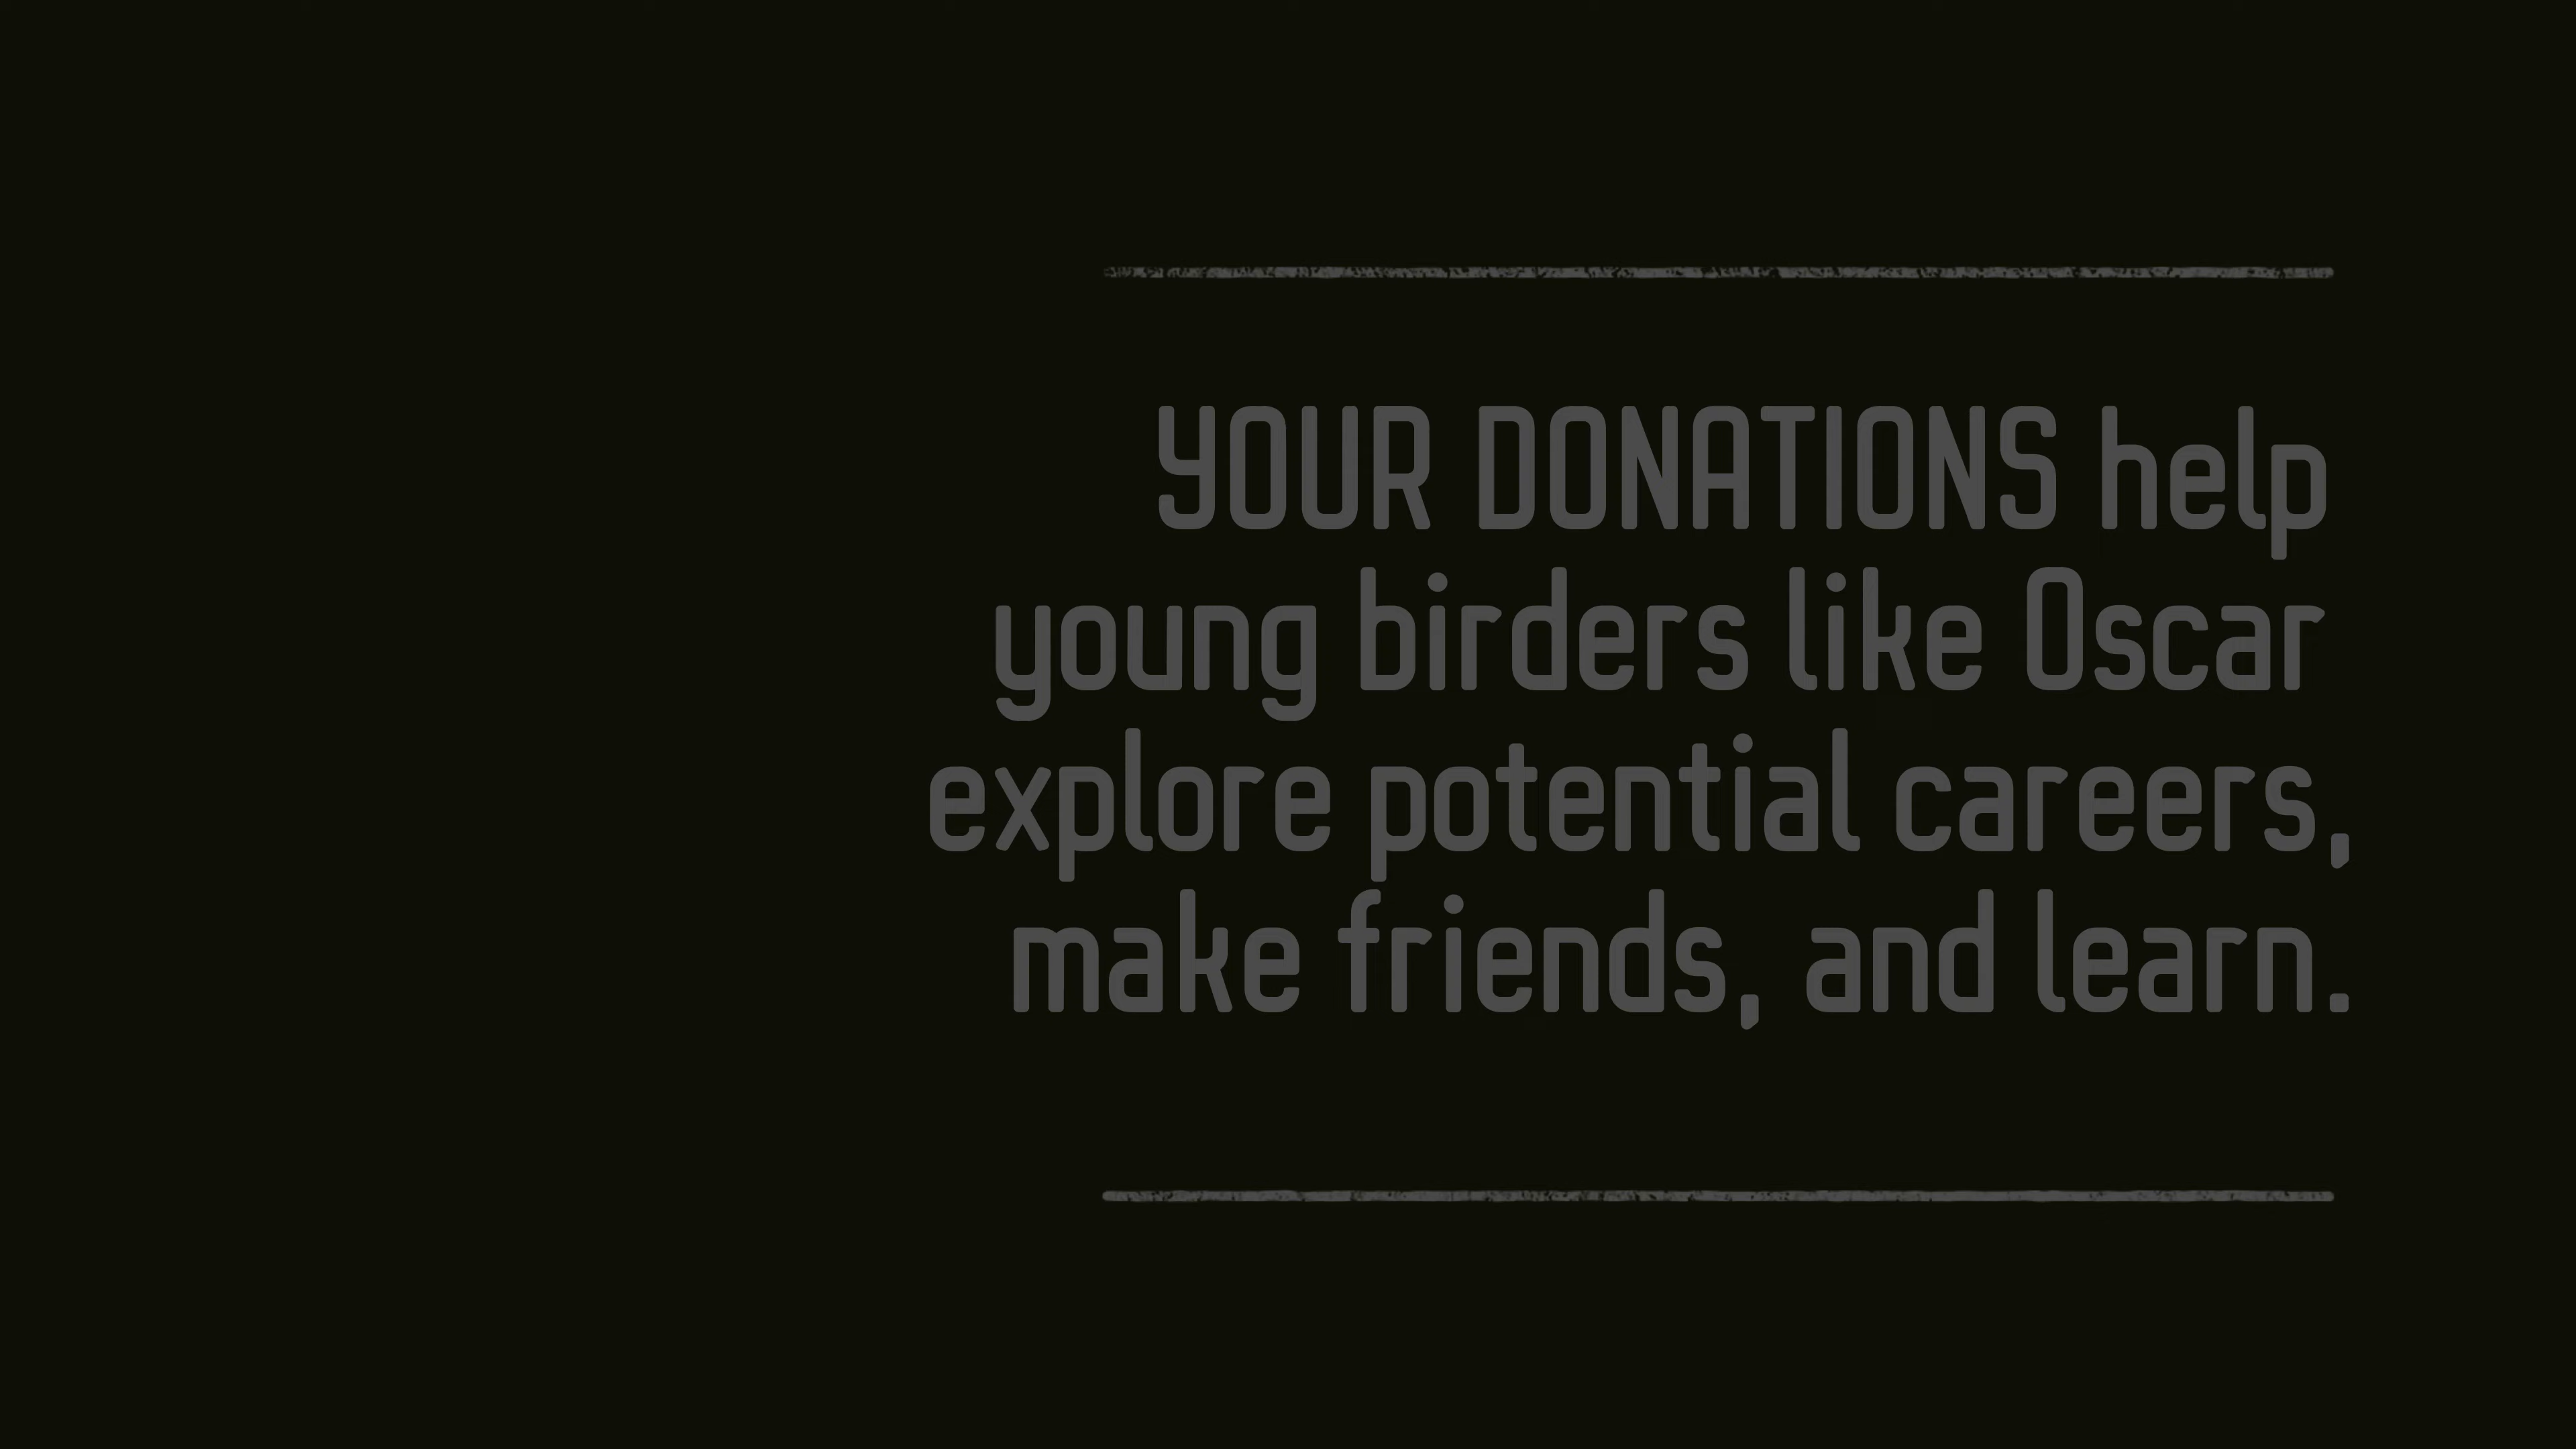 YOUR DONATIONS help
young birders like Oscar
explore potential careers,
make friends, and learn.